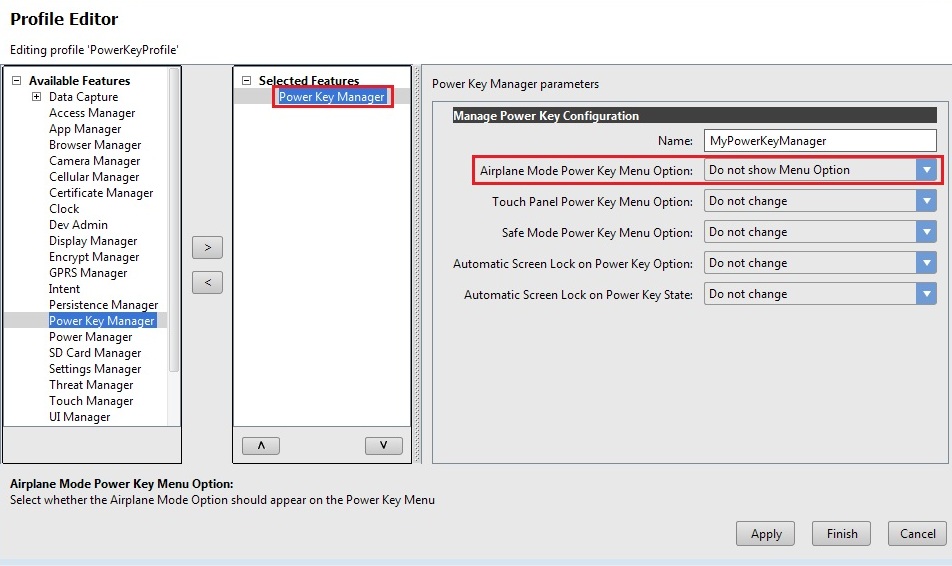 Profile Editor
Editing profile 'PowerKeyProfile'
Available Features
Data Capture
Access Manager
App Manager
Browser Manager
Camera Manager
Cellular Manager
Certificate Manager
Clock
Dev Admin
Display Manager
Encrypt Manager
GPRS Manager
Intent
Persistence Manager
Power Key Manager
Power Manager
SD Card Manager
Settings Manager
Threat Manager
Touch Manager
UI Manager
>
<
Selected Features
Power Key Manager
Power Key Manager parameters
Manage Power Key Configuration
Name: MyPowerKeyManager
Airplane Mode Power Key Menu Option: Do not show Menu Option
Touch Panel Power Key Menu Option: Do not change
Safe Mode Power Key Menu Option: Do not change
Automatic Screen Lock on Power Key Option: Do not change
Automatic Screen Lock on Power Key State: Do not change
Airplane Mode Power Key Menu Option:
Select whether the Airplane Mode Option should appear on the Power Key Menu
Apply Finish Cancel